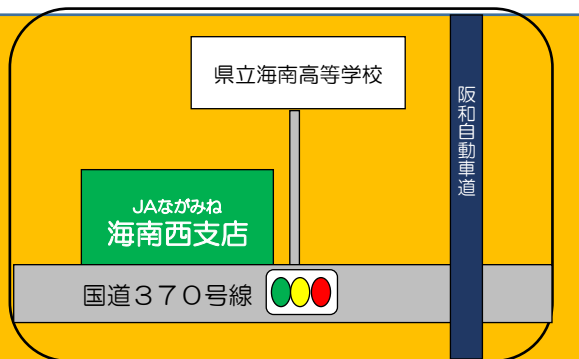 県立海南高等学校
阪和自動車道
JAながみね
海南西支店
国道３７０号線